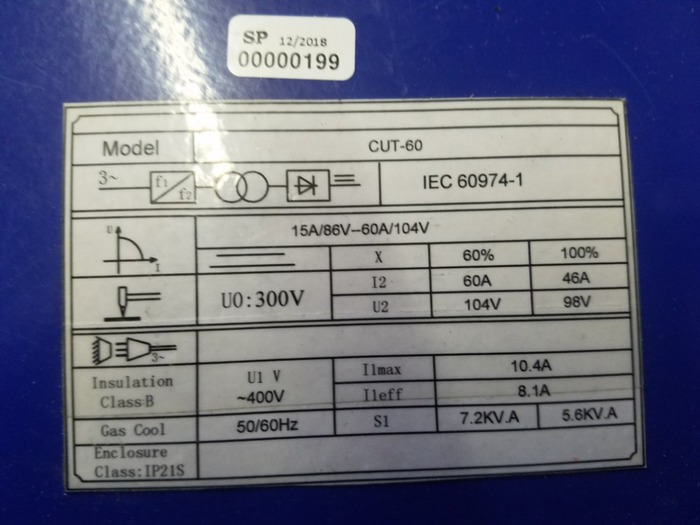 SP 12/2018
00000199
Model CUT-60
3~ f1 f2 IEC 60974-1
15A/86V--60A/104V
U I
X 60% 100%
U0:300V I2 60A 46A
U2 104V 98V
3~
Insulation Class:B U1 V ~400V I1max 10.4A
I1eff 8.1A
Gas Cool 50/60Hz S1 7.2KV.A 5.6KV.A
Enclosure
Class:IP21S